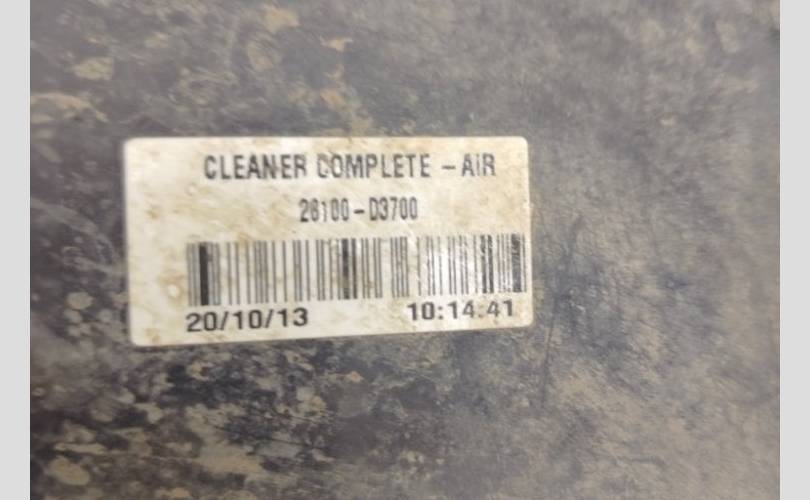 CLEANER COMPLETE - AIR
28100-D3700
20/10/13 10:14:41